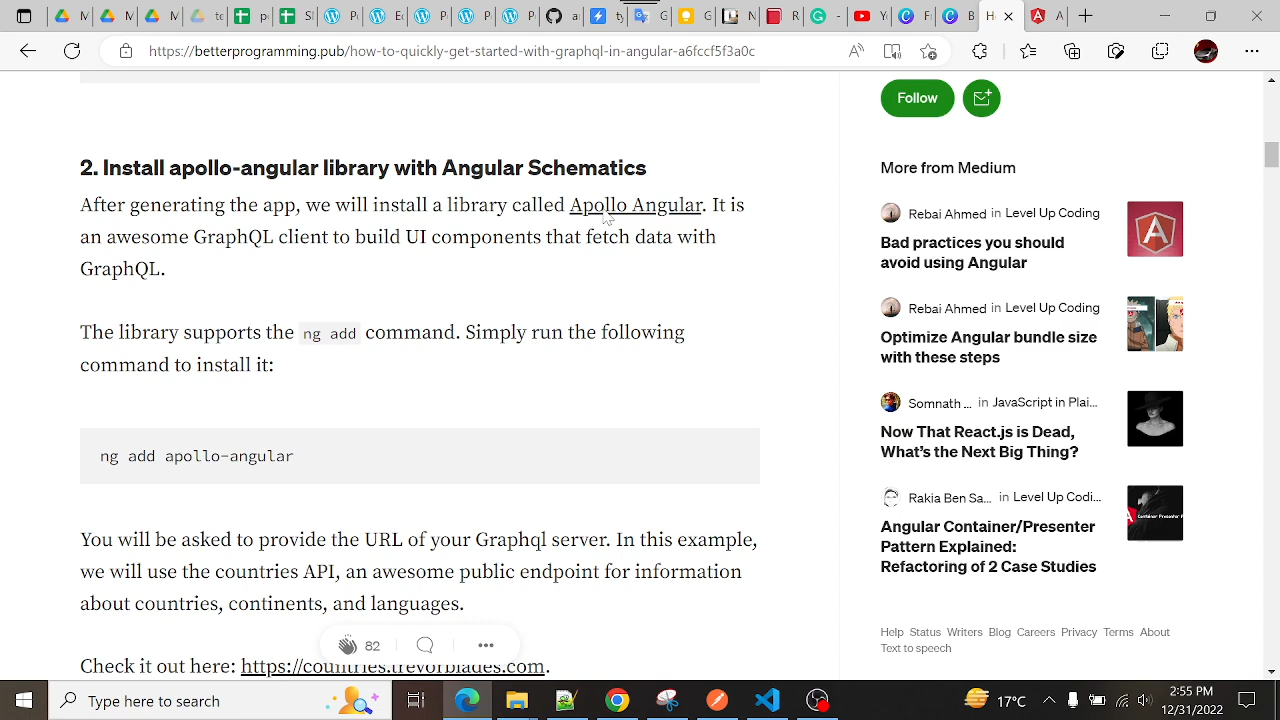 https://betterprogramming.pub/how-to-quickly-get-started-with-graphql-in-angular-a6fccf5f3a0c
Follow
2. Install apollo-angular library with Angular Schematics
After generating the app, we will install a library called Apollo Angular. It is
an awesome GraphQL client to build UI components that fetch data with
GraphQL.
The library supports the ng add command. Simply run the following
command to install it:
ng add apollo-angular
You will be asked to provide the URL of your Graphql server. In this example,
we will use the countries API, an awesome public endpoint for information
about countries, continents, and languages.
82
Check it out here: https://countries.trevorblades.com.
More from Medium
Rebai Ahmed in Level Up Coding
Bad practices you should
avoid using Angular
Rebai Ahmed in Level Up Coding
Optimize Angular bundle size
with these steps
Somnath ... in JavaScript in Plai...
Now That React.js is Dead,
What's the Next Big Thing?
Rakia Ben Sa... in Level Up Codi...
Angular Container/Presenter
Pattern Explained:
Refactoring of 2 Case Studies
Help Status Writers Blog Careers Privacy Terms About
Text to speech
Type here to search
17°C
2:55 PM
12/31/2022